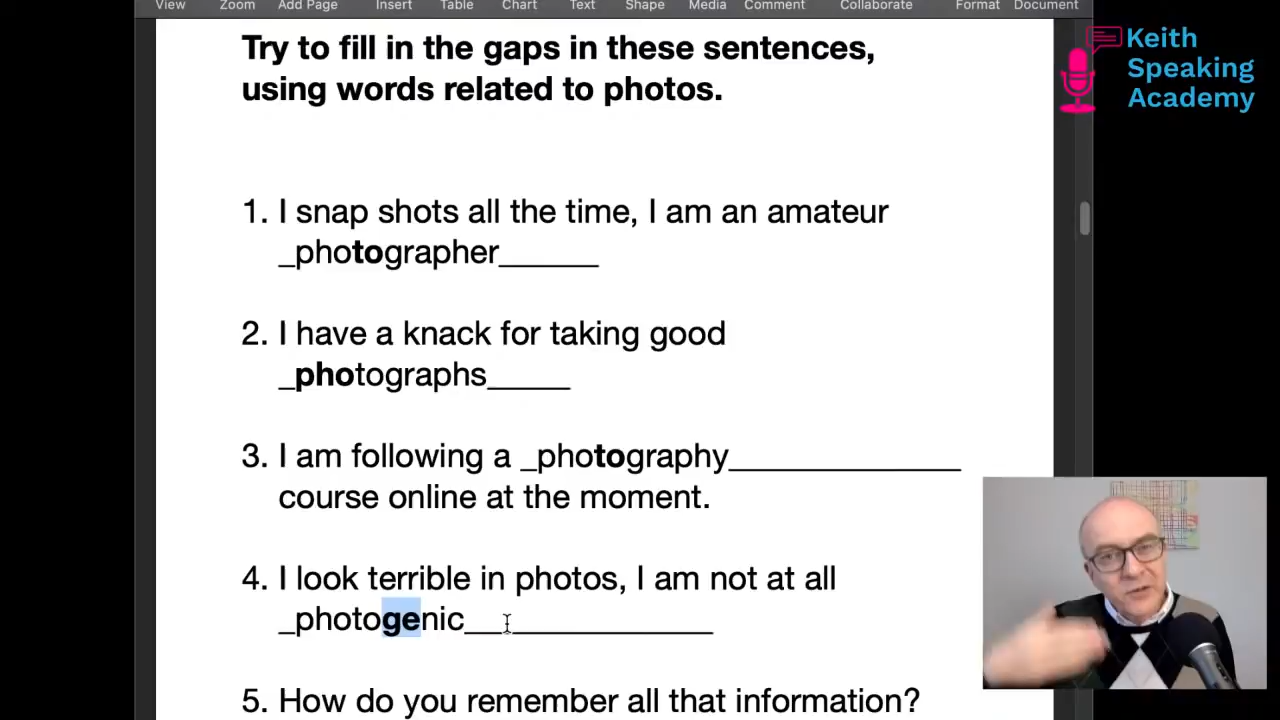 View Zoom Add Page Insert Table Chart Text Shape Media Comment Collaborate Format Document
Keith
Speaking
Academy
Try to fill in the gaps in these sentences,
using words related to photos.
1. I snap shots all the time, I am an amateur
_photographer______
2. I have a knack for taking good
_photographs_____
3. I am following a _photography______________
course online at the moment.
4. I look terrible in photos, I am not at all
_photogenic_______________
5. How do you remember all that information?